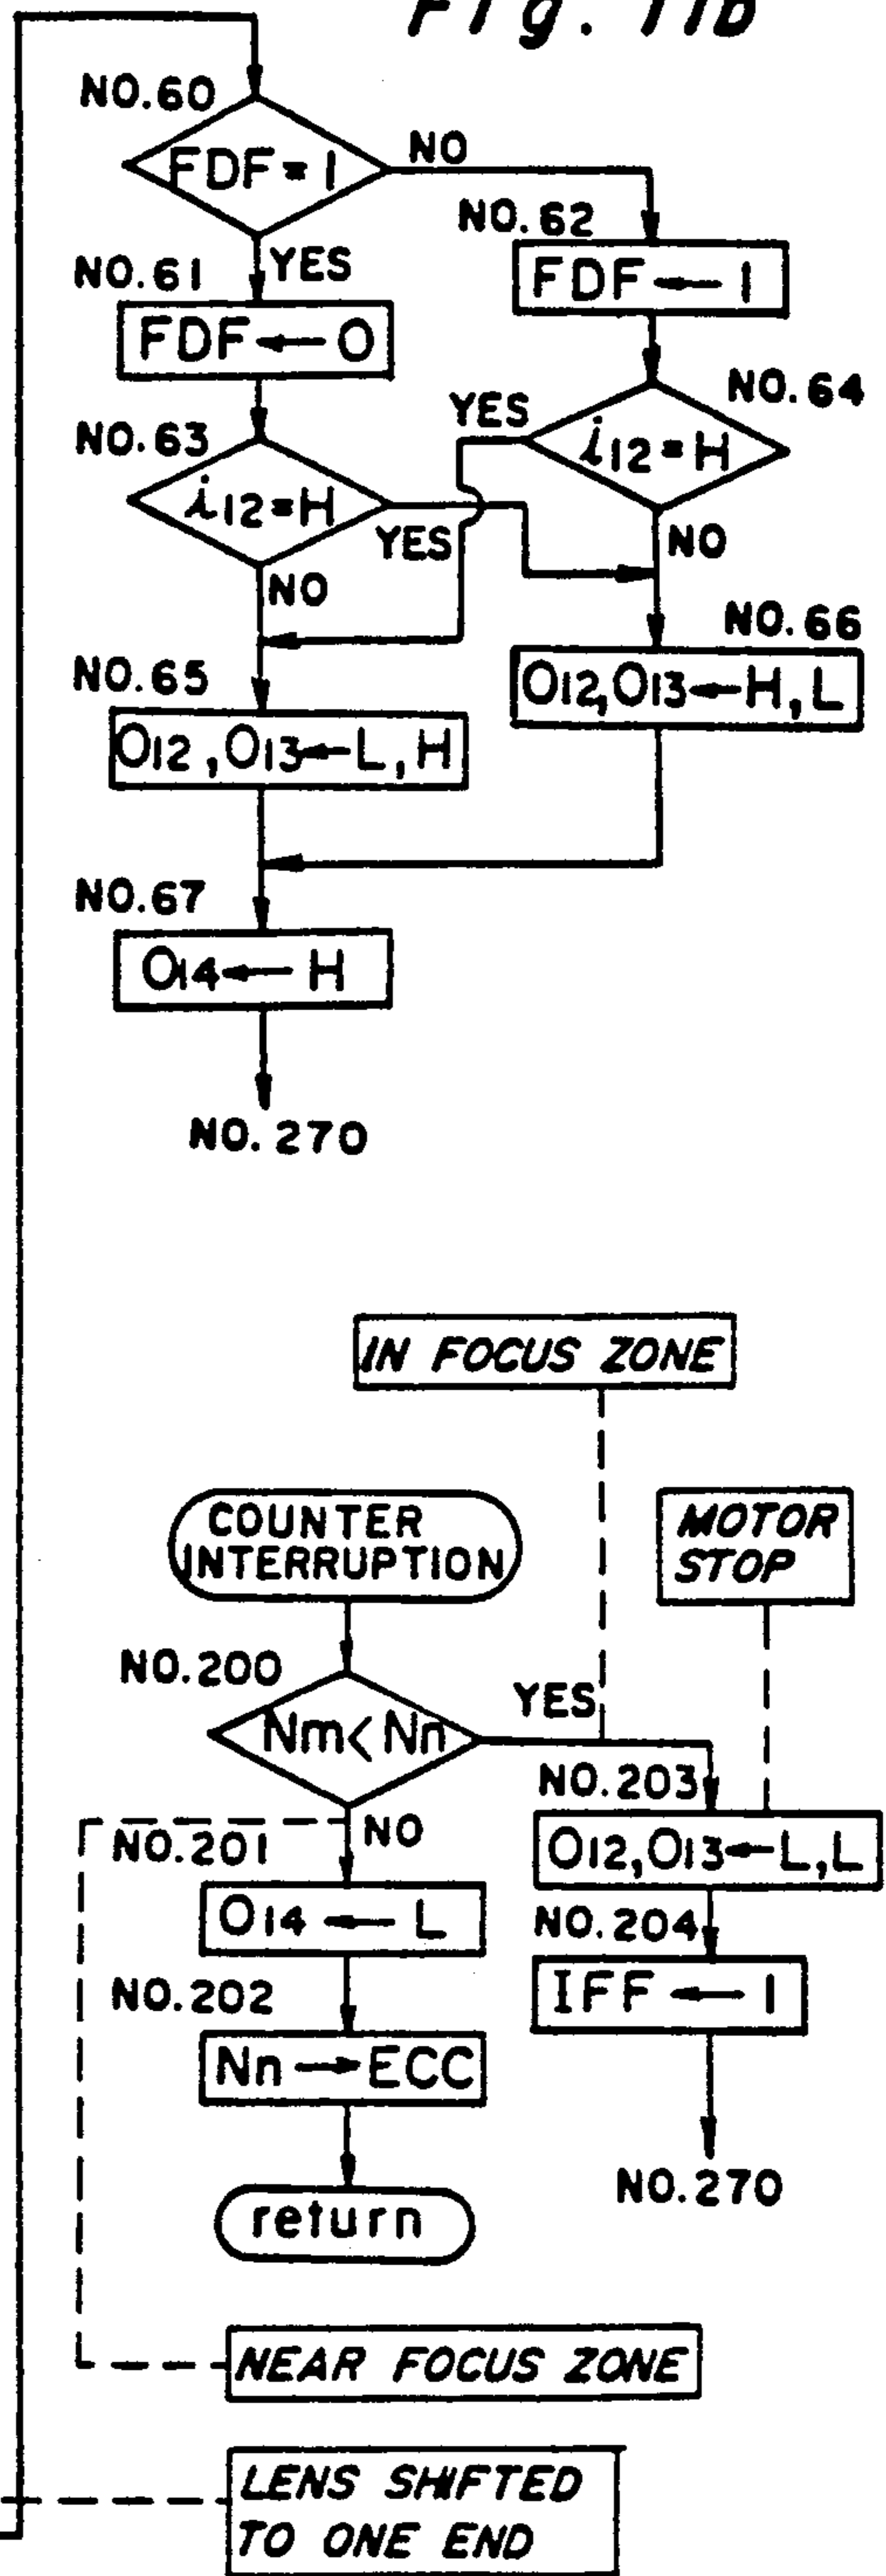 Fig. 11b
NO.60
FDF=1
NO
YES
NO.61
FDF←0
NO.62
FDF←1
NO.63
i12=H
YES
NO
NO.64
i12=H
YES
NO
NO.65
O12,O13←L,H
NO.66
O12,O13←H,L
NO.67
O14←H
NO.270
IN FOCUS ZONE
COUNTER
INTERRUPTION
MOTOR
STOP
NO.200
Nm<Nn
YES
NO
NO.201
O14←L
NO.202
Nn→ECC
return
NO.203
O12,O13←L,L
NO.204
IFF←1
NO.270
NEAR FOCUS ZONE
LENS SHIFTED
TO ONE END